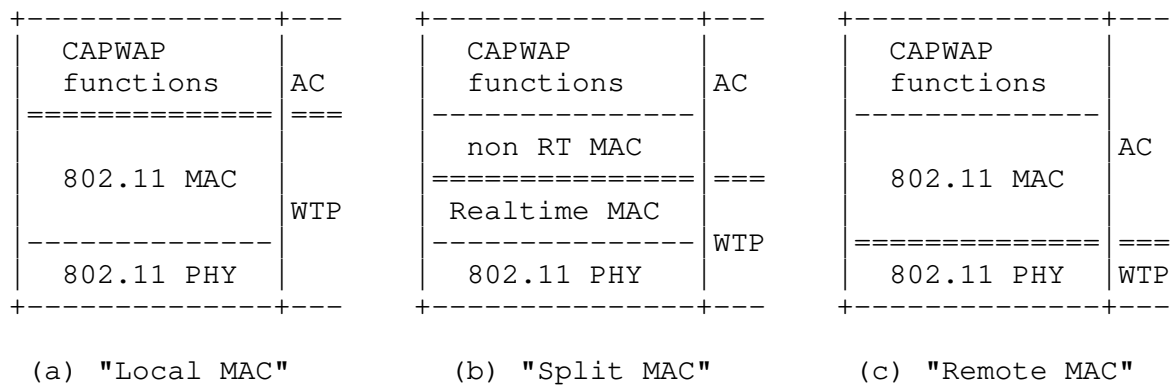 CAPWAP CAPWAP CAPWAP
functions AC functions AC functions
non RT MAC AC
802.11 MAC 802.11 MAC
WTP Realtime MAC
WTP
802.11 PHY 802.11 PHY 802.11 PHY WTP
(a) "Local MAC" (b) "Split MAC" (c) "Remote MAC"